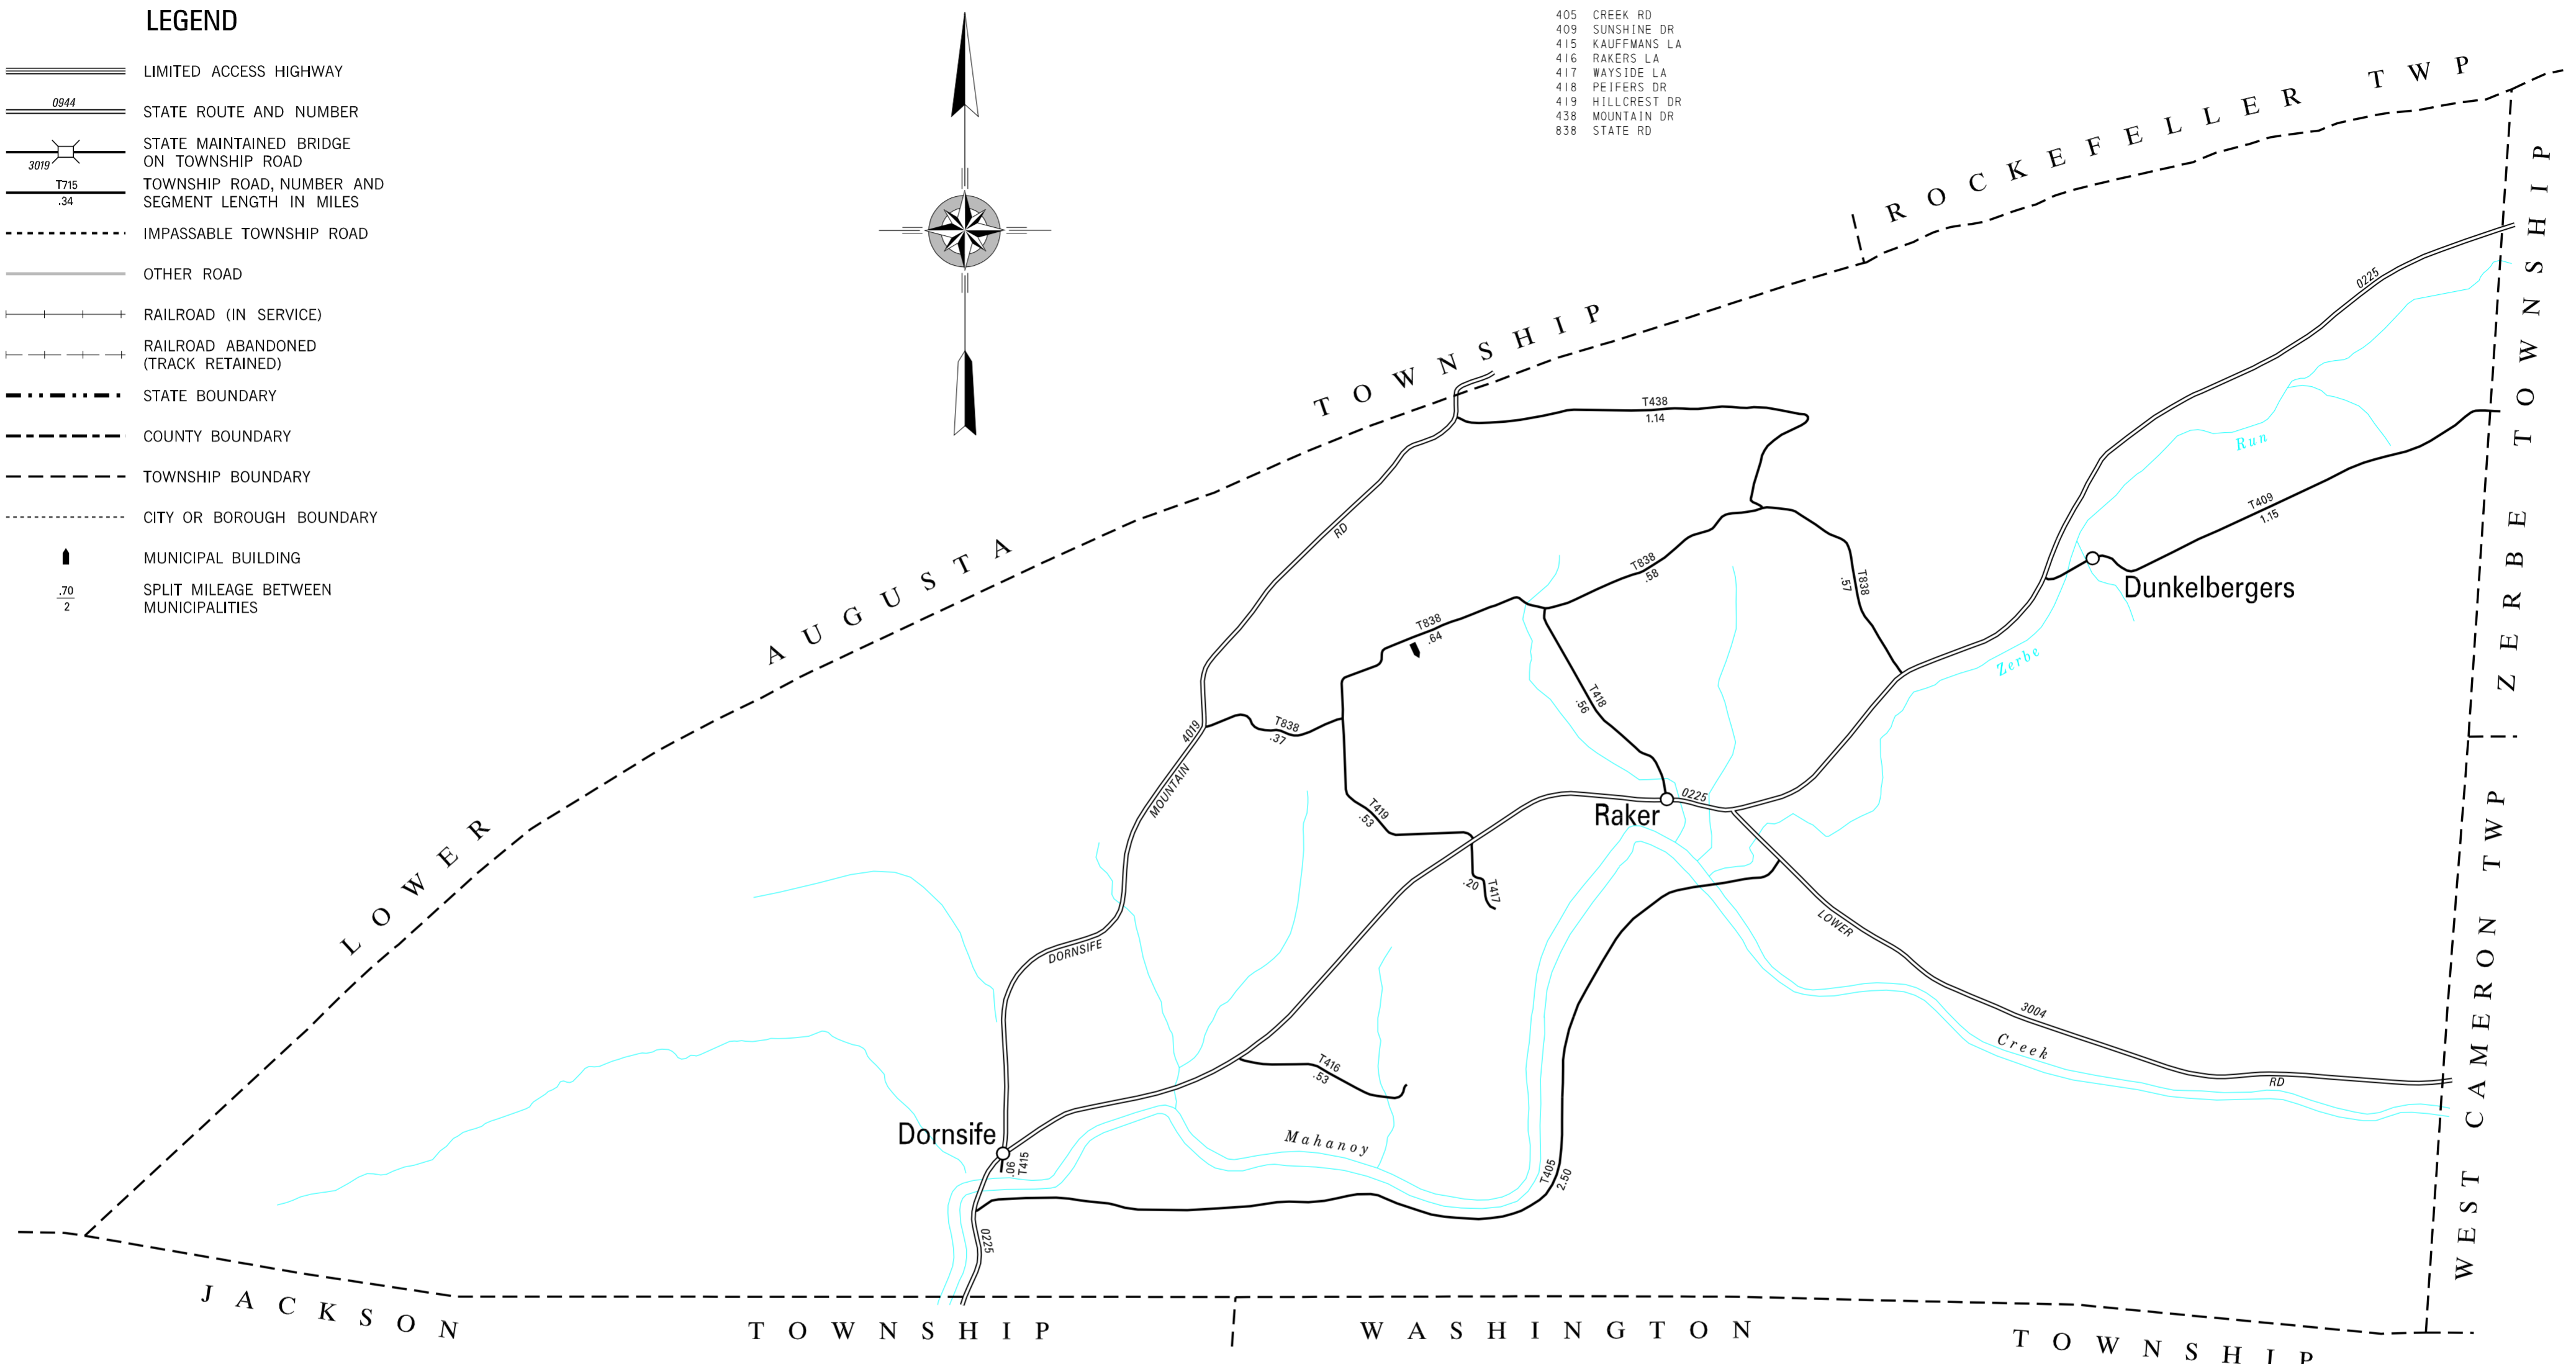 LEGEND
LIMITED ACCESS HIGHWAY
0944
STATE ROUTE AND NUMBER
3019
STATE MAINTAINED BRIDGE
ON TOWNSHIP ROAD
T715
.34
TOWNSHIP ROAD, NUMBER AND
SEGMENT LENGTH IN MILES
IMPASSABLE TOWNSHIP ROAD
OTHER ROAD
RAILROAD (IN SERVICE)
RAILROAD ABANDONED
(TRACK RETAINED)
STATE BOUNDARY
COUNTY BOUNDARY
TOWNSHIP BOUNDARY
CITY OR BOROUGH BOUNDARY
MUNICIPAL BUILDING
.70
2
SPLIT MILEAGE BETWEEN
MUNICIPALITIES
405 CREEK RD
409 SUNSHINE DR
415 KAUFFMANS LA
416 RAKERS LA
417 WAYSIDE LA
418 PEIFERS DR
419 HILLCREST DR
438 MOUNTAIN DR
838 STATE RD
ROCKEFELLER TWP
LOWER AUGUSTA TOWNSHIP
ZERBE TOWNSHIP
WEST CAMERON TWP
JACKSON TOWNSHIP
WASHINGTON TOWNSHIP
0225
T438
1.14
Run
T409
1.15
RD
T838
.58
T838
.57
Dunkelbergers
T838
.64
Zerbe
T418
.56
4019
T838
.37
MOUNTAIN
0225
Raker
T419
.53
.20
T417
LOWER
DORNSIFE
3004
Creek
RD
T416
.53
Dornsife
Mahanoy
.06
T415
T405
2.50
0225